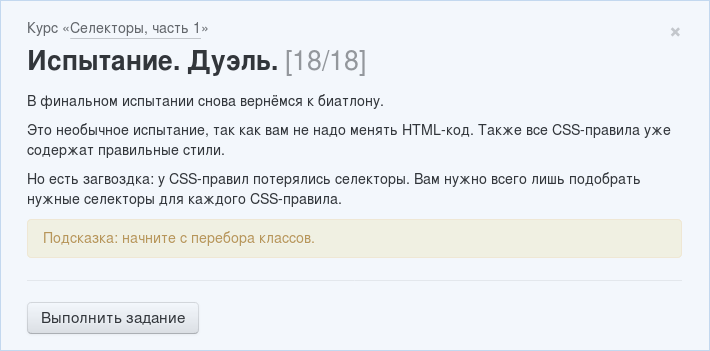 Курс «Селекторы, часть 1»
×
Испытание. Дуэль. [18/18]
В финальном испытании снова вернёмся к биатлону.
Это необычное испытание, так как вам не надо менять HTML-код. Также все CSS-правила уже
содержат правильные стили.
Но есть загвоздка: у CSS-правил потерялись селекторы. Вам нужно всего лишь подобрать
нужные селекторы для каждого CSS-правила.
Подсказка: начните с перебора классов.
Выполнить задание